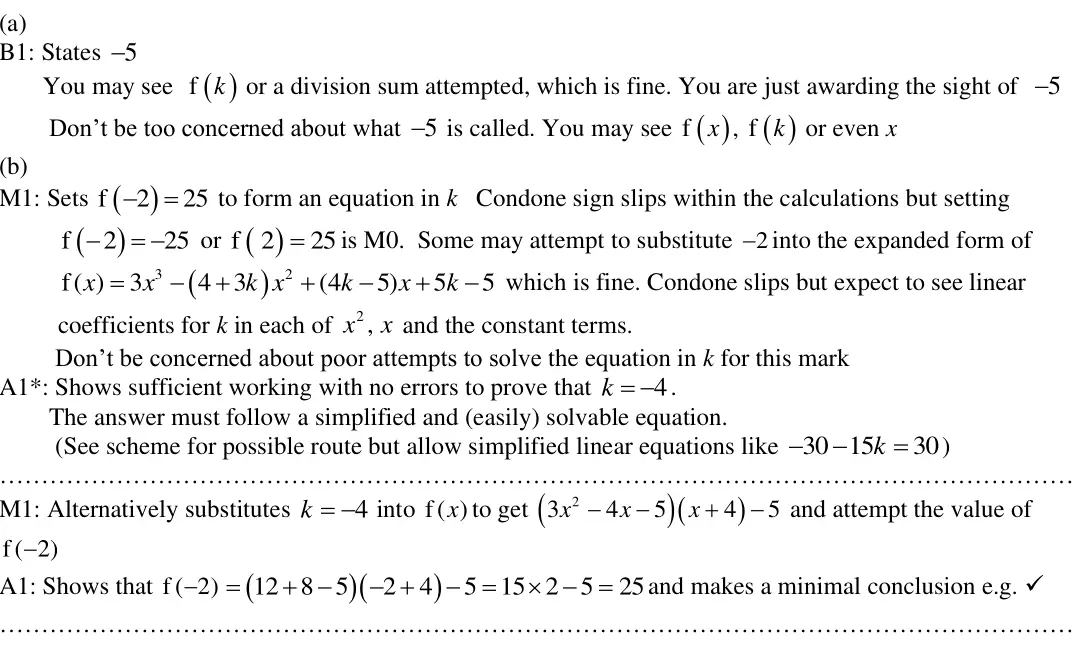 (a)
B1: States −5
You may see f(k) or a division sum attempted, which is fine. You are just awarding the sight of −5
Don’t be too concerned about what −5 is called. You may see f(x), f(k) or even x
(b)
M1: Sets f(−2) = 25 to form an equation in k Condone sign slips within the calculations but setting
f(−2) = −25 or f( 2) = 25 is M0. Some may attempt to substitute −2 into the expanded form of
f(x) = 3x³ − (4 + 3k)x² + (4k − 5)x + 5k − 5 which is fine. Condone slips but expect to see linear
coefficients for k in each of x², x and the constant terms.
Don’t be concerned about poor attempts to solve the equation in k for this mark
A1*: Shows sufficient working with no errors to prove that k = −4.
The answer must follow a simplified and (easily) solvable equation.
(See scheme for possible route but allow simplified linear equations like −30 − 15k = 30)
……………………………………………………………………………………………………………………
M1: Alternatively substitutes k = −4 into f(x) to get (3x² − 4x − 5)(x + 4) − 5 and attempt the value of
f(−2)
A1: Shows that f(−2) = (12 + 8 − 5)(−2 + 4) − 5 = 15 × 2 − 5 = 25 and makes a minimal conclusion e.g. ✓
……………………………………………………………………………………………………………………